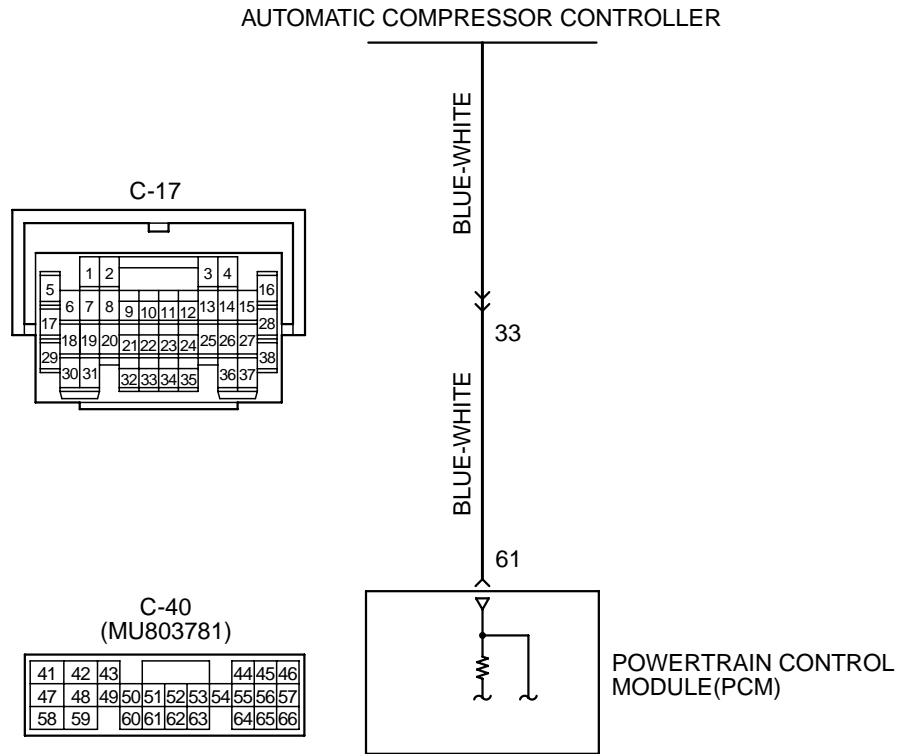 AUTOMATIC COMPRESSOR CONTROLLER
BLUE-WHITE
C-17
1 2 3 4
5 16
6 7 8 9 10 11 12 13 14 15
17 28
18 19 20 21 22 23 24 25 26 27
29 38
30 31 32 33 34 35 36 37
33
BLUE-WHITE
61
C-40
(MU803781)
41 42 43 44 45 46
47 48 49 50 51 52 53 54 55 56 57
58 59 60 61 62 63 64 65 66
POWERTRAIN CONTROL
MODULE(PCM)